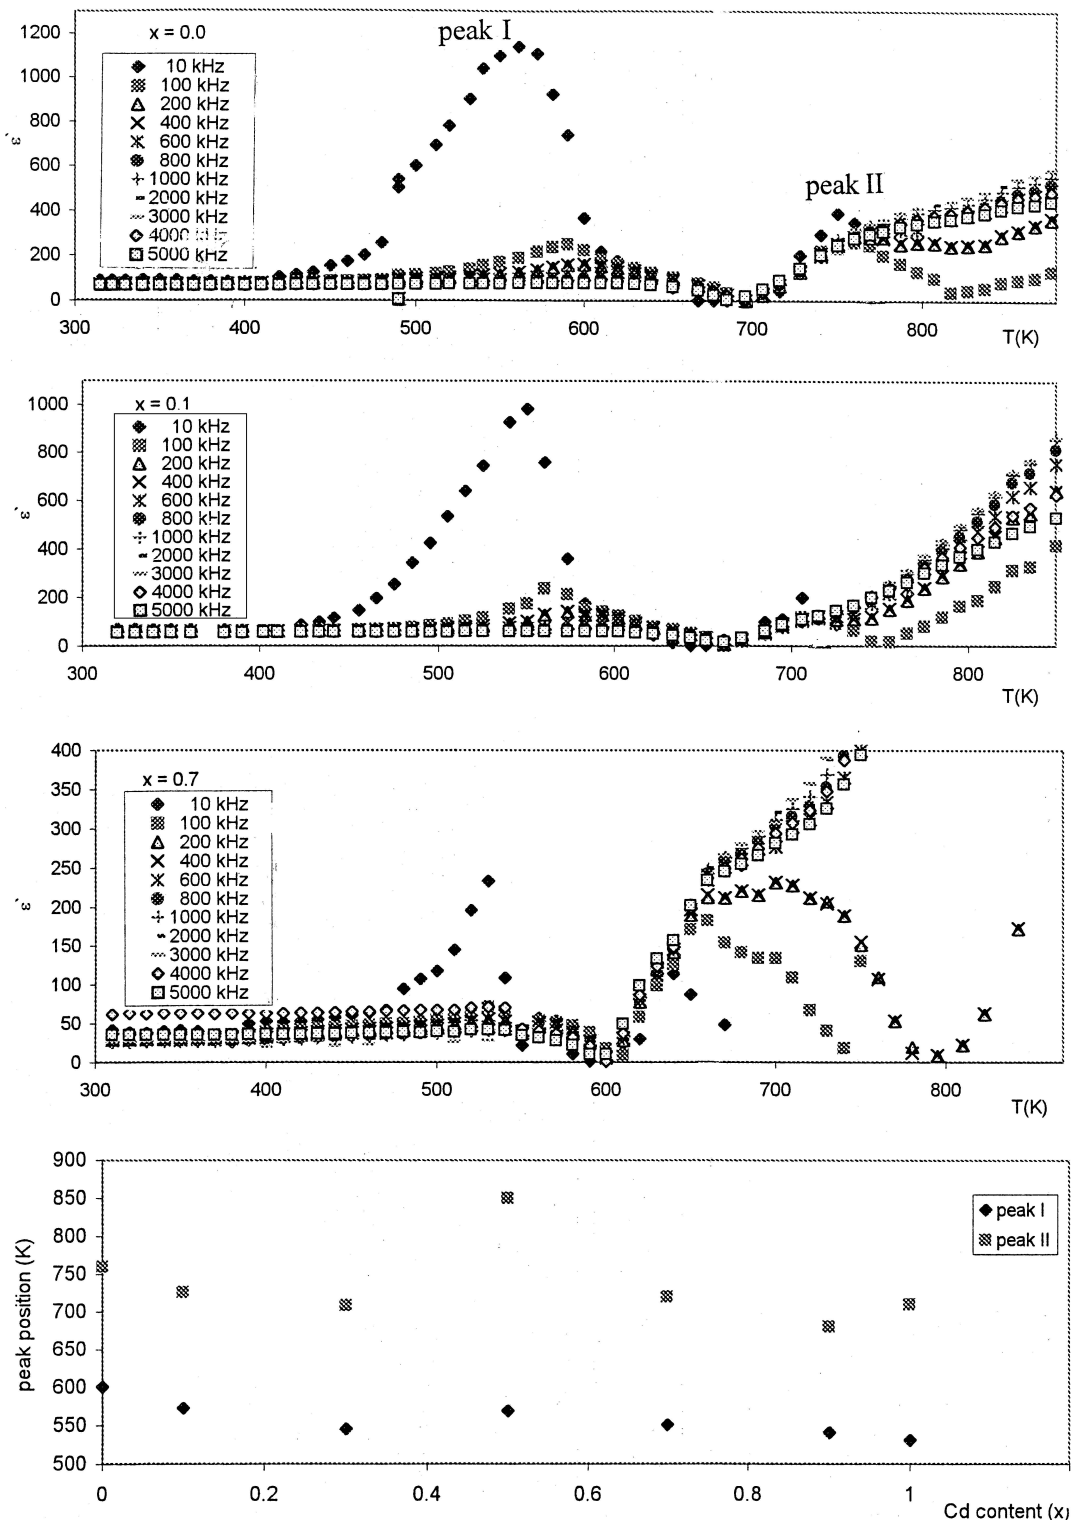 1200
1000
800
600
400
200
0
ε'
x = 0.0
10 kHz
100 kHz
200 kHz
400 kHz
600 kHz
800 kHz
1000 kHz
2000 kHz
3000 kHz
4000 kHz
5000 kHz
peak I
peak II
300 400 500 600 700 800 T(K)
1000
800
600
400
200
0
ε'
x = 0.1
10 kHz
100 kHz
200 kHz
400 kHz
600 kHz
800 kHz
1000 kHz
2000 kHz
3000 kHz
4000 kHz
5000 kHz
300 400 500 600 700 800
T(K)
400
350
300
250
200
150
100
50
0
ε'
x = 0.7
10 kHz
100 kHz
200 kHz
400 kHz
600 kHz
800 kHz
1000 kHz
2000 kHz
3000 kHz
4000 kHz
5000 kHz
300 400 500 600 700 800
T(K)
900
850
800
750
700
650
600
550
500
peak position (K)
peak I
peak II
0 0.2 0.4 0.6 0.8 1
Cd content (x)